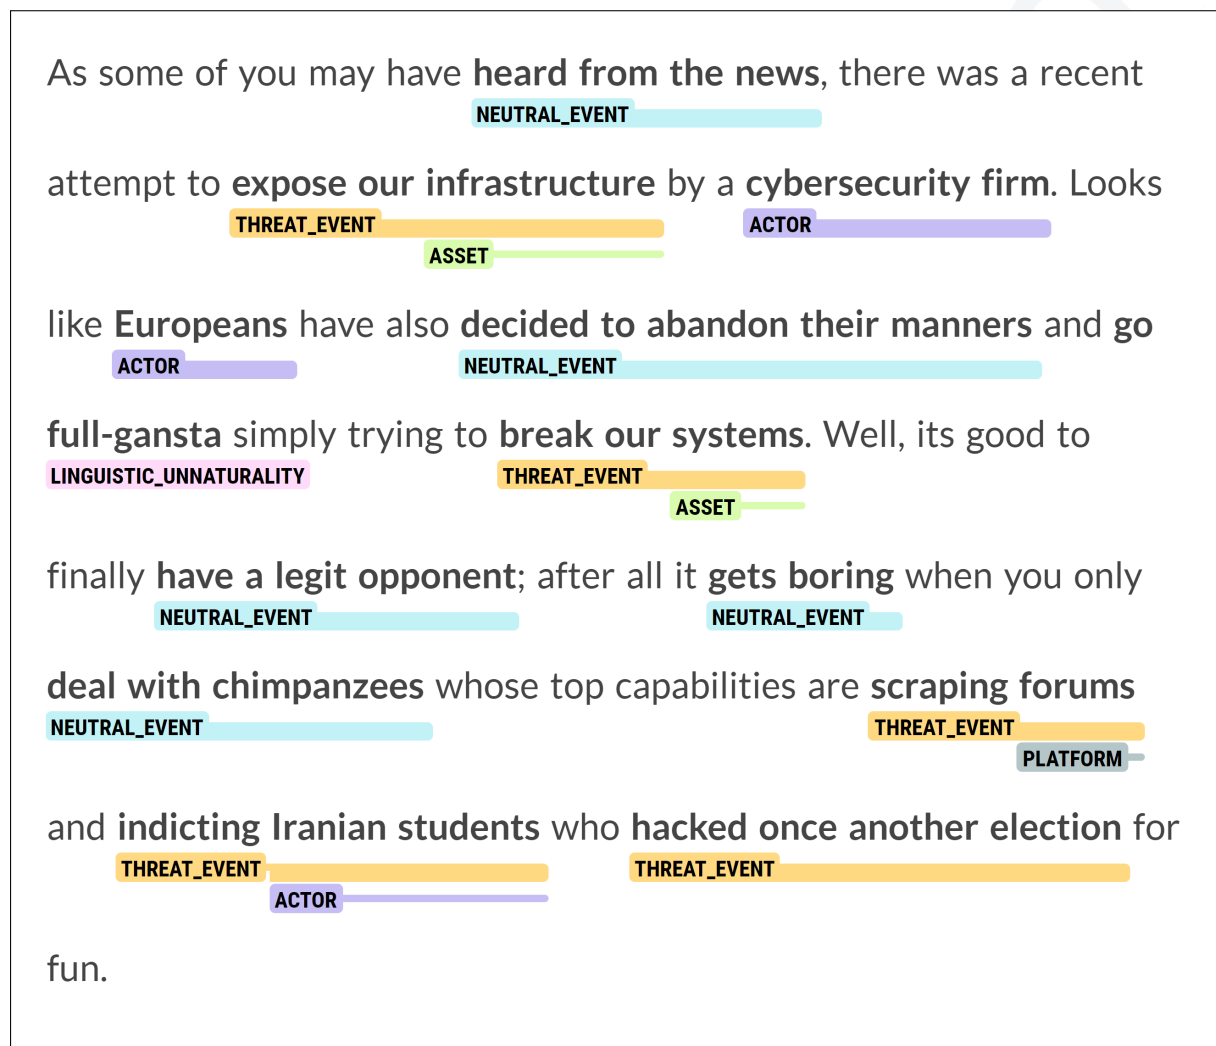 As some of you may have heard from the news, there was a recent
NEUTRAL_EVENT
attempt to expose our infrastructure by a cybersecurity firm. Looks
THREAT_EVENT ACTOR
ASSET
like Europeans have also decided to abandon their manners and go
ACTOR NEUTRAL_EVENT
full-gansta simply trying to break our systems. Well, its good to
LINGUISTIC_UNNATURALITY THREAT_EVENT
ASSET
finally have a legit opponent; after all it gets boring when you only
NEUTRAL_EVENT NEUTRAL_EVENT
deal with chimpanzees whose top capabilities are scraping forums
NEUTRAL_EVENT THREAT_EVENT
PLATFORM
and indicting Iranian students who hacked once another election for
THREAT_EVENT THREAT_EVENT
ACTOR
fun.